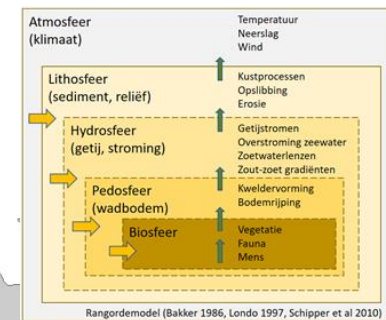 Atmosfeer
(klimaat)
Temperatuur
Neerslag
Wind
Lithosfeer
(sediment, reliëf)
Kustprocessen
Opslibbing
Erosie
Hydrosfeer
(getij, stroming)
Getijstromen
Overstroming zeewater
Zoetwaterlenzen
Zout-zoet gradiënten
Pedosfeer
(wadbodem)
Kweldervorming
Bodemrijping
Biosfeer
Vegetatie
Fauna
Mens
Rangordemodel (Bakker 1986, Londo 1997, Schipper et al 2010)